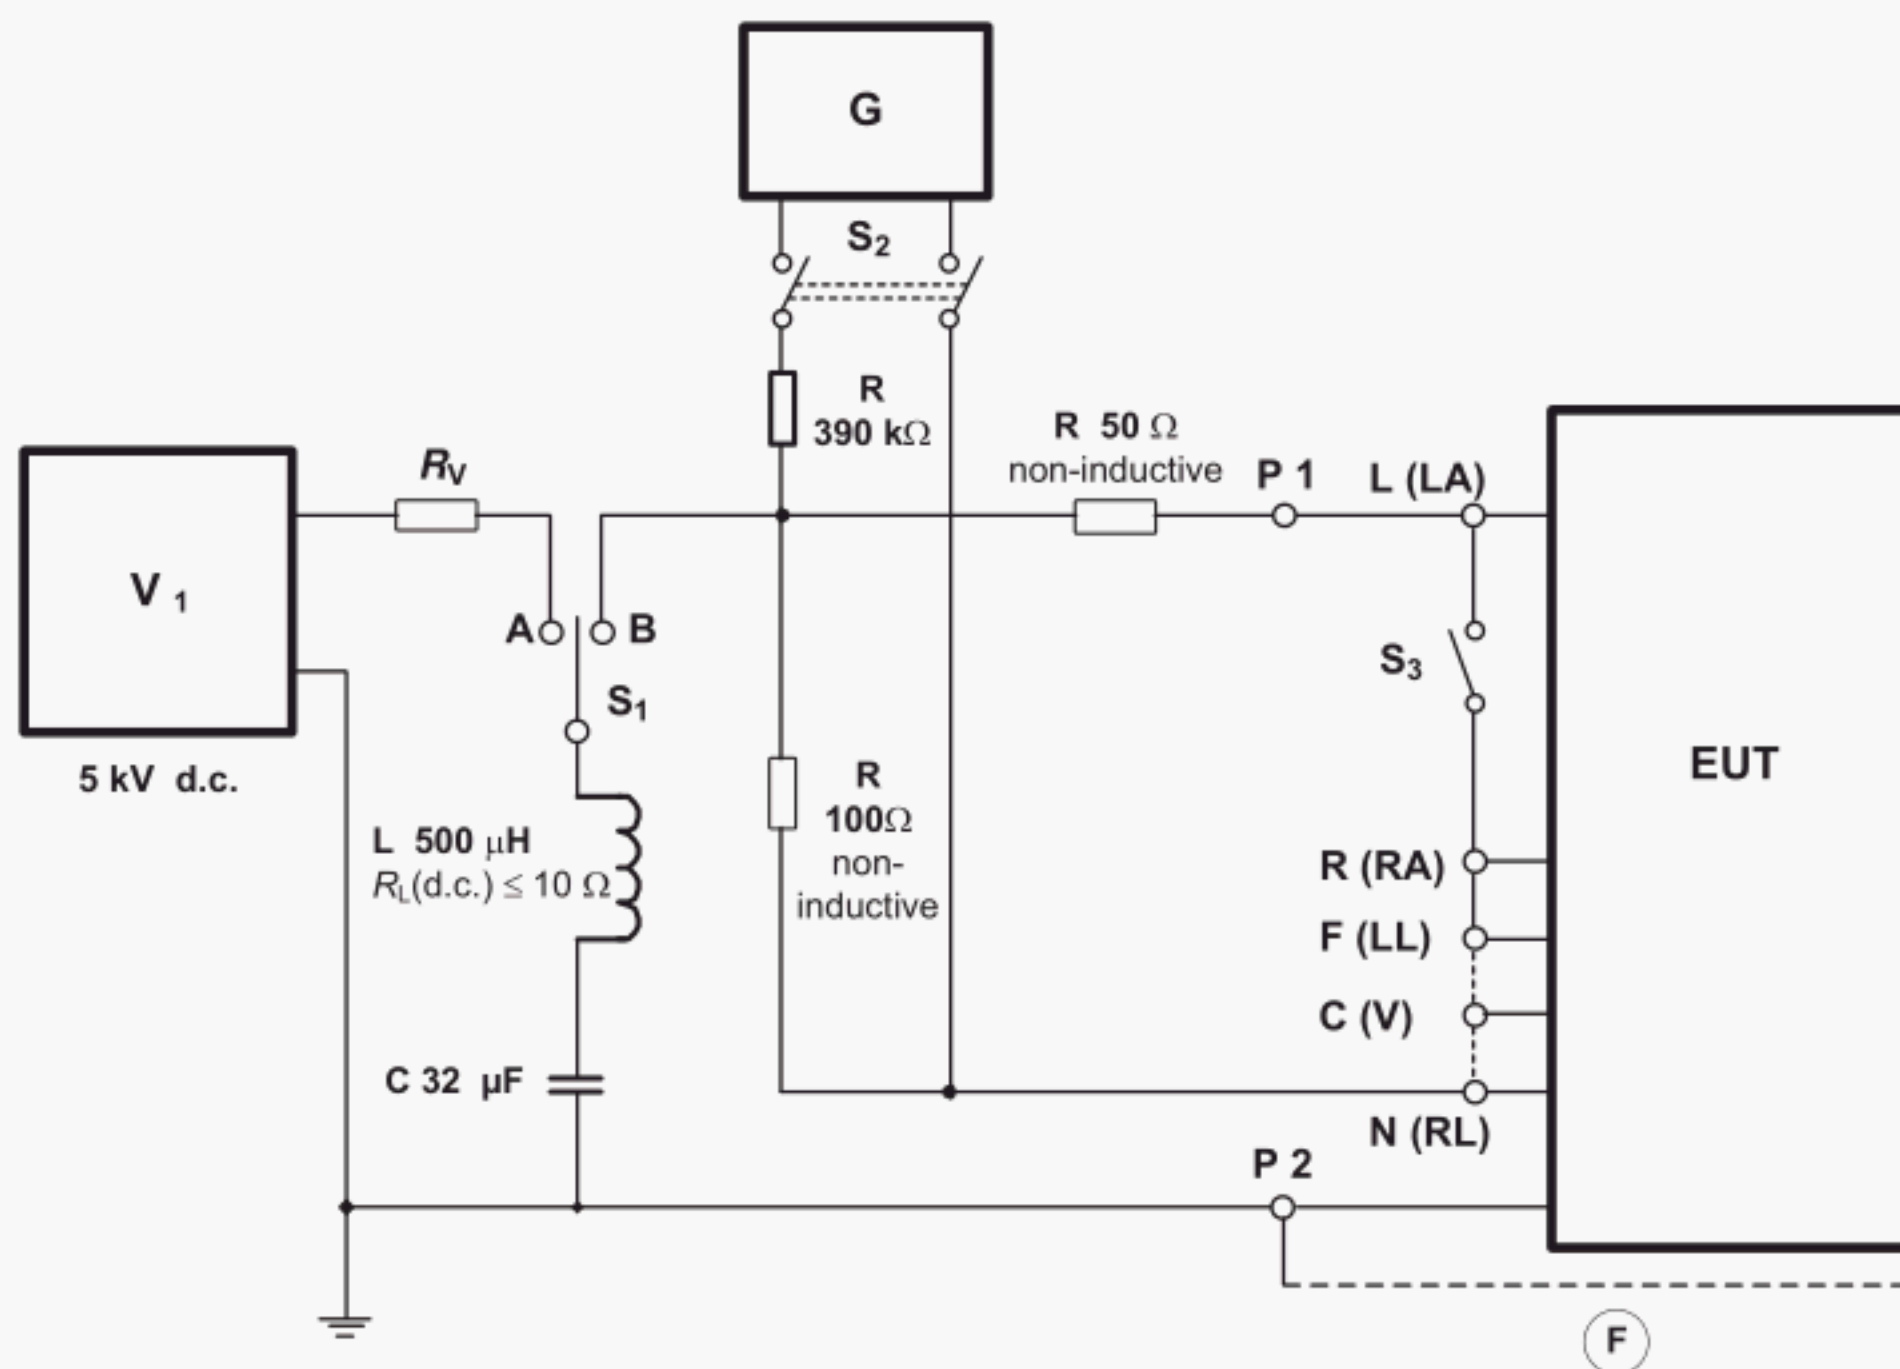 G
S2
R
390 kΩ
R 50 Ω
non-inductive
P 1
L (LA)
RV
V 1
A
B
S1
S3
5 kV d.c.
EUT
L 500 μH
RL(d.c.) ≤ 10 Ω
R
100Ω
non-
inductive
R (RA)
F (LL)
C (V)
C 32 μF
N (RL)
P 2
F